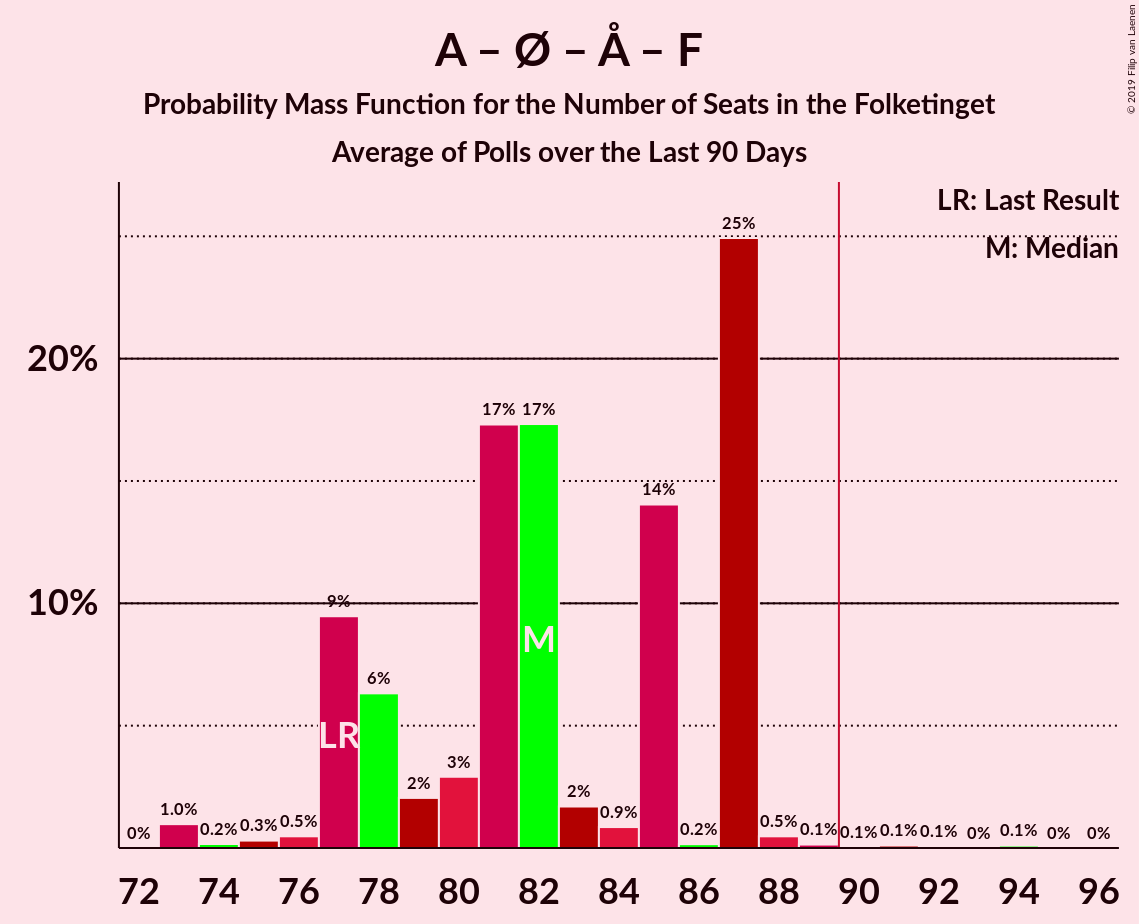 A – Ø – Å – F
Probability Mass Function for the Number of Seats in the Folketinget
Average of Polls over the Last 90 Days
© 2019 Filip van Laenen
LR: Last Result
M: Median
25%
20%
17% 17%
14%
10%
9%
M
6%
LR
3%
2%
2%
0% 1.0% 0.2% 0.3% 0.5% 0.9% 0.2% 0.5% 0.1% 0.1% 0.1% 0.1% 0% 0.1% 0% 0%
72 74 76 78 80 82 84 86 88 90 92 94 96